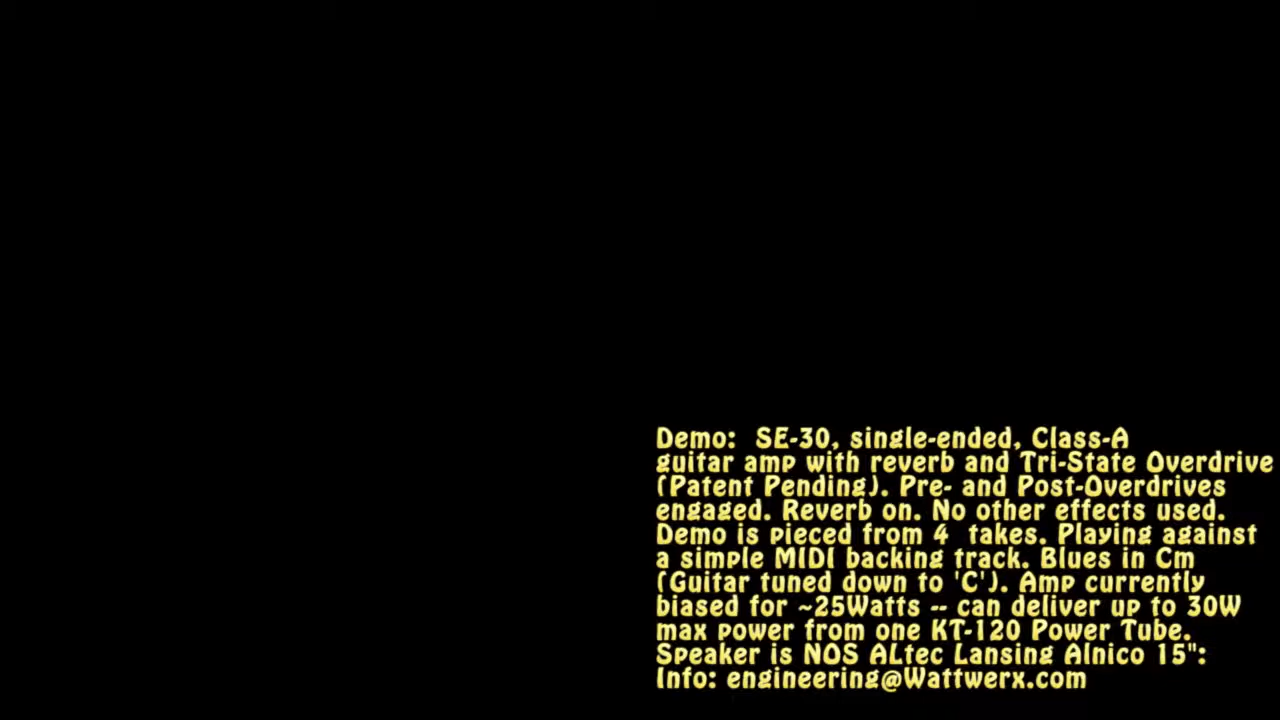 Demo:  SE-30, single-ended, Class-A
guitar amp with reverb and Tri-State Overdrive
(Patent Pending). Pre- and Post-Overdrives
engaged. Reverb on. No other effects used.
Demo is pieced from 4  takes. Playing against
a simple MIDI backing track. Blues in Cm
(Guitar tuned down to 'C'). Amp currently
biased for ~25Watts -- can deliver up to 30W
max power from one KT-120 Power Tube.
Speaker is NOS ALtec Lansing Alnico 15":
Info: engineering@Wattwerx.com